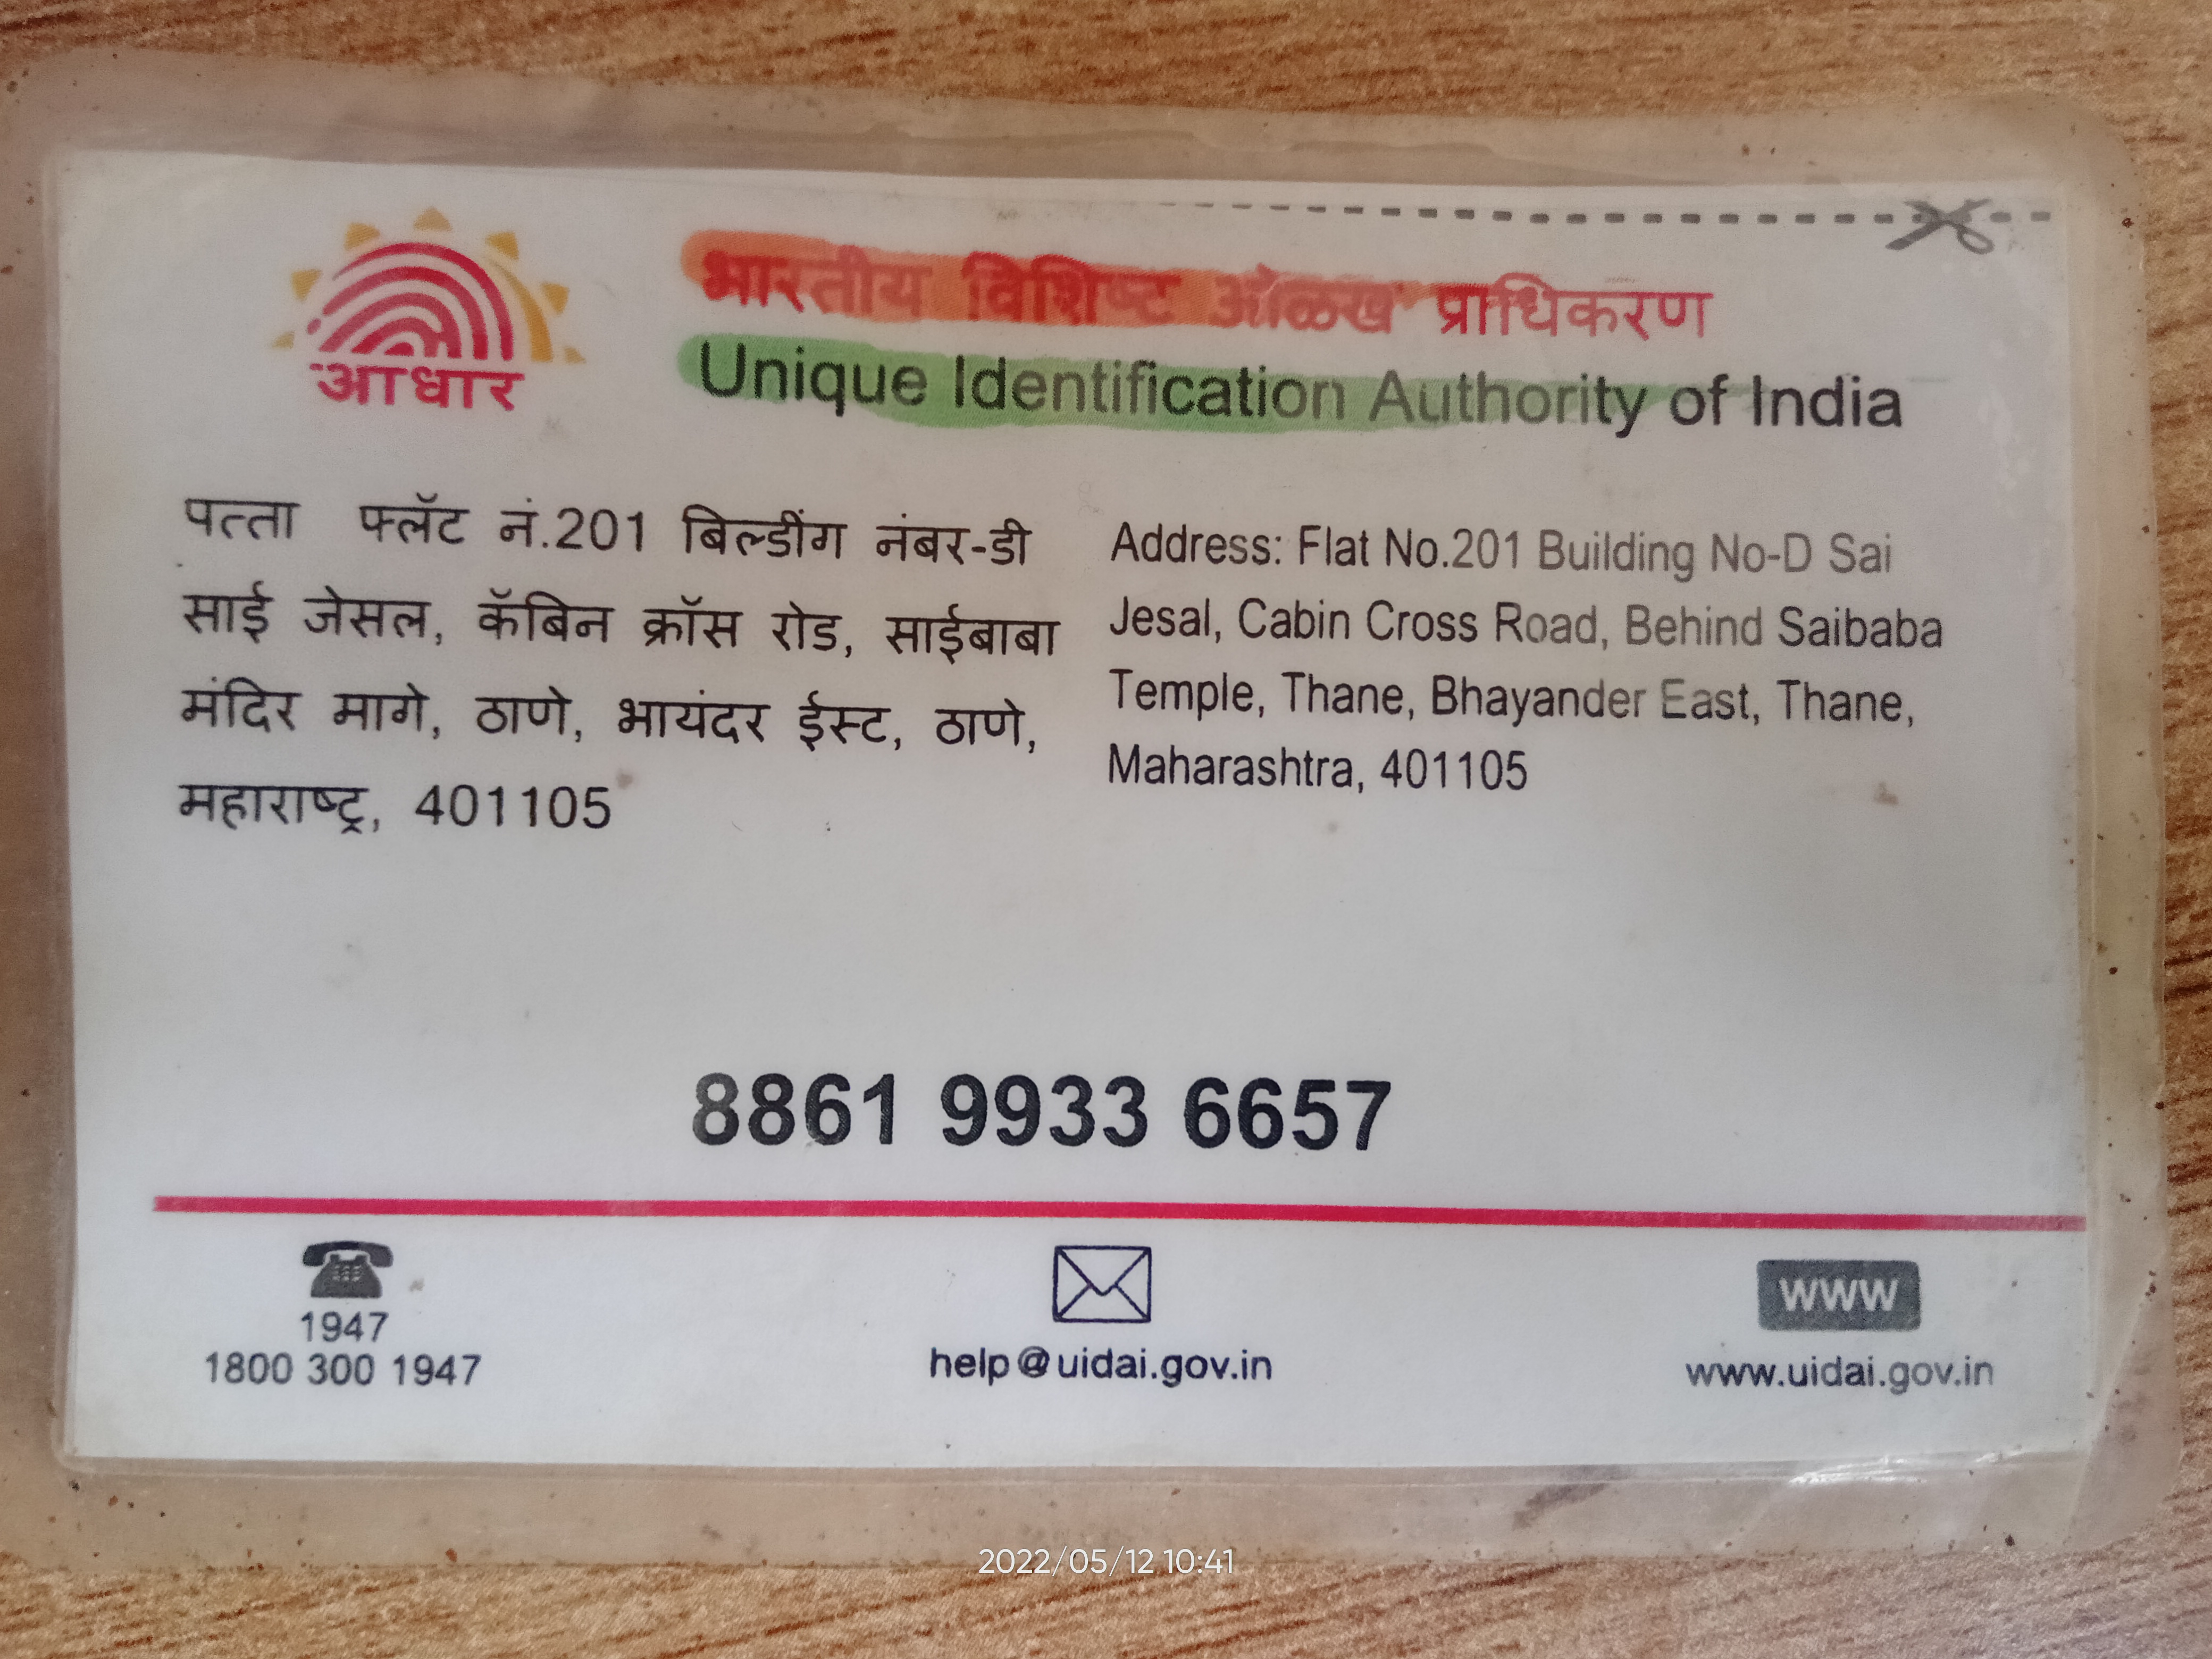 आधार
भारतीय विशिष्ट ओळख प्राधिकरण
Unique Identification Authority of India
पत्ता फ्लॅट नं.201 बिल्डींग नंबर-डी
साई जेसल, कॅबिन क्रॉस रोड, साईबाबा
मंदिर मागे, ठाणे, भायंदर ईस्ट, ठाणे,
महाराष्ट्र, 401105
Address: Flat No.201 Building No-D Sai
Jesal, Cabin Cross Road, Behind Saibaba
Temple, Thane, Bhayander East, Thane,
Maharashtra, 401105
8861 9933 6657
1947
1800 300 1947
help@uidai.gov.in
www
www.uidai.gov.in
2022/05/12 10:41